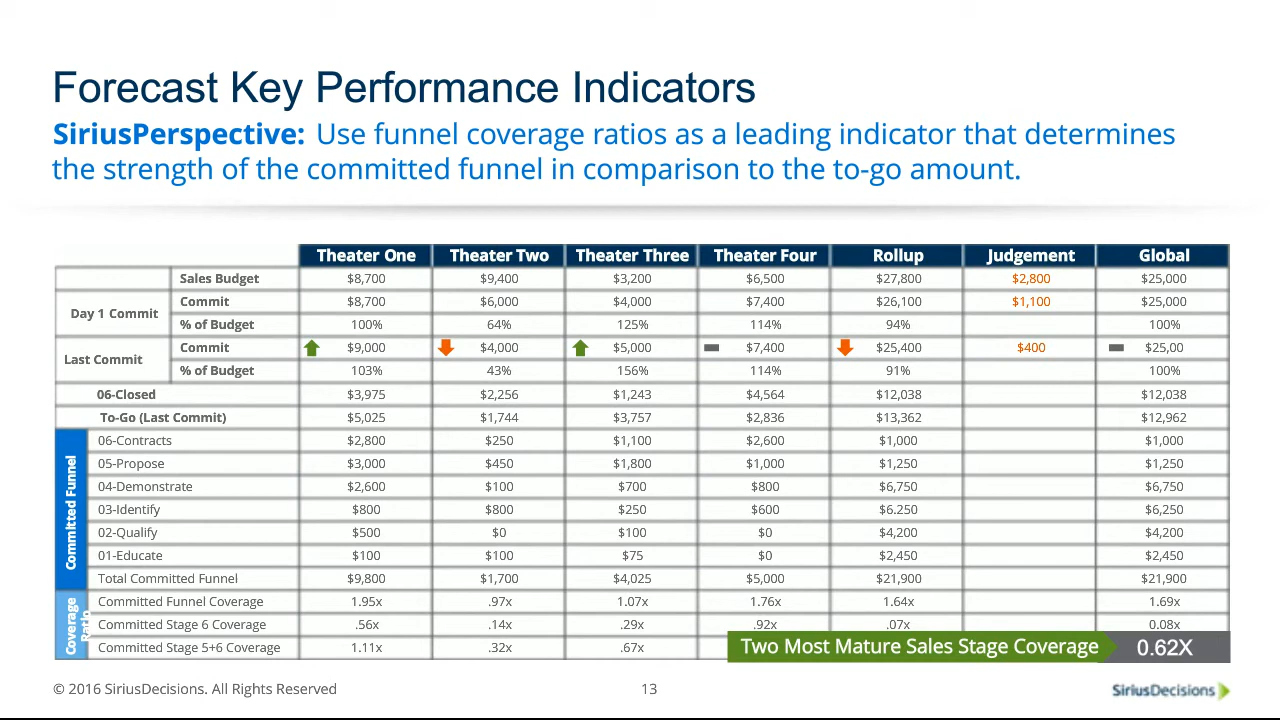 Forecast Key Performance Indicators
SiriusPerspective: Use funnel coverage ratios as a leading indicator that determines
the strength of the committed funnel in comparison to the to-go amount.
Theater One Theater Two Theater Three Theater Four Rollup Judgement Global
Sales Budget $8,700 $9,400 $3,200 $6,500 $27,800 $2,800 $25,000
Day 1 Commit
Commit $8,700 $6,000 $4,000 $7,400 $26,100 $1,100 $25,000
% of Budget 100% 64% 125% 114% 94% 100%
Last Commit
Commit $9,000 $4,000 $5,000 $7,400 $25,400 $400 $25,00
% of Budget 103% 43% 156% 114% 91% 100%
06-Closed $3,975 $2,256 $1,243 $4,564 $12,038 $12,038
To-Go (Last Commit) $5,025 $1,744 $3,757 $2,836 $13,362 $12,962
Committed Funnel
06-Contracts $2,800 $250 $1,100 $2,600 $1,000 $1,000
05-Propose $3,000 $450 $1,800 $1,000 $1,250 $1,250
04-Demonstrate $2,600 $100 $700 $800 $6,750 $6,750
03-Identify $800 $800 $250 $600 $6.250 $6,250
02-Qualify $500 $0 $100 $0 $4,200 $4,200
01-Educate $100 $100 $75 $0 $2,450 $2,450
Total Committed Funnel $9,800 $1,700 $4,025 $5,000 $21,900 $21,900
Coverage
Ratio
Committed Funnel Coverage 1.95x .97x 1.07x 1.76x 1.64x 1.69x
Committed Stage 6 Coverage .56x .14x .29x .92x .07x 0.08x
Committed Stage 5+6 Coverage 1.11x .32x .67x
Two Most Mature Sales Stage Coverage 0.62X
© 2016 SiriusDecisions. All Rights Reserved 13 SiriusDecisions